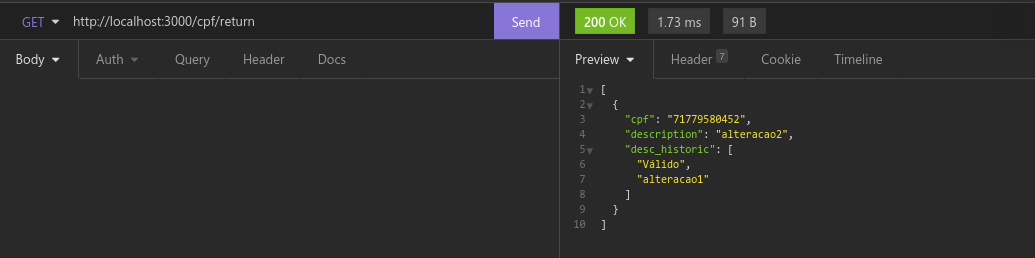 GET http://localhost:3000/cpf/return Send 200 OK 1.73 ms 91 B
Body Auth Query Header Docs
Preview Header 7 Cookie Timeline
1 [
2 {
3 "cpf": "71779580452",
4 "description": "alteracao2",
5 "desc_historic": [
6 "Válido",
7 "alteracao1"
8 ]
9 }
10 ]